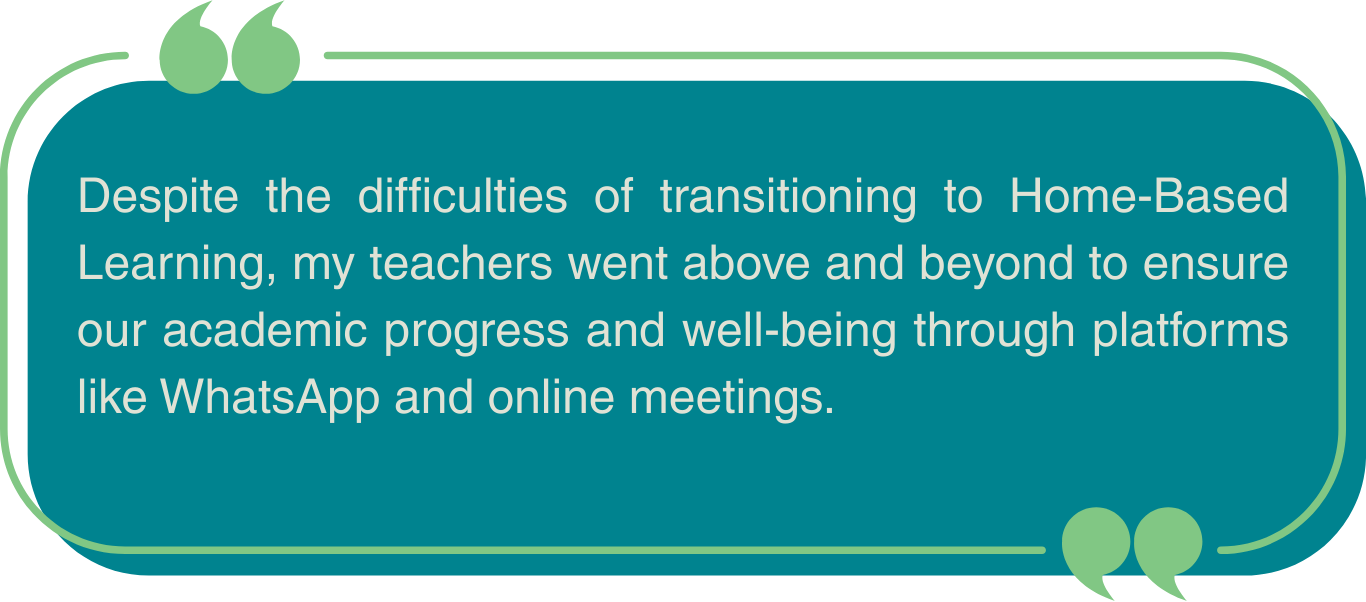 Despite the difficulties of transitioning to Home-Based
Learning, my teachers went above and beyond to ensure
our academic progress and well-being through platforms
like WhatsApp and online meetings.